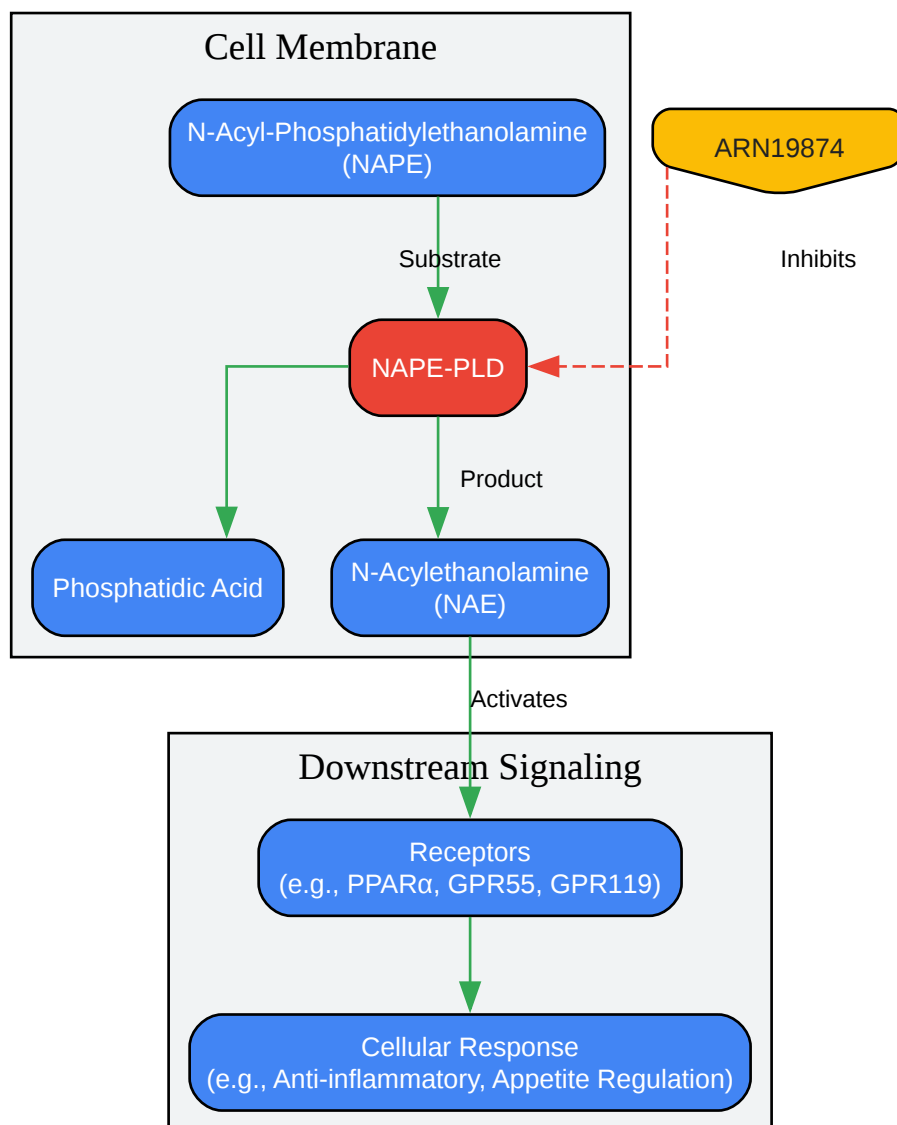 Cell Membrane
N-Acyl-Phosphatidylethanolamine
(NAPE)
ARN19874
Substrate
Inhibits
NAPE-PLD
Product
Phosphatidic Acid
N-Acylethanolamine
(NAE)
Activates
Downstream Signaling
Receptors
(e.g., PPARα, GPR55, GPR119)
Cellular Response
(e.g., Anti-inflammatory, Appetite Regulation)